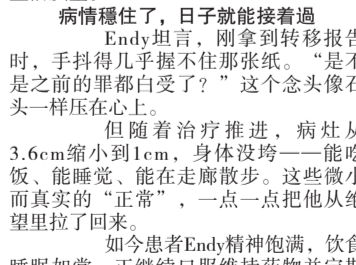 病情穩住了，日子就能接着過
Endy坦言，刚拿到转移报告
时，手抖得几乎握不住那张纸。“是不
是之前的罪都白受了？”这个念头像石
头一样压在心上。
但随着治疗推进，病灶从
3.6cm缩小到1cm，身体没垮——能吃
饭、能睡觉、能在走廊散步。这些微小
而真实的“正常”，一点一点把他从绝
望里拉了回来。
如今患者Endy精神饱满，饮食